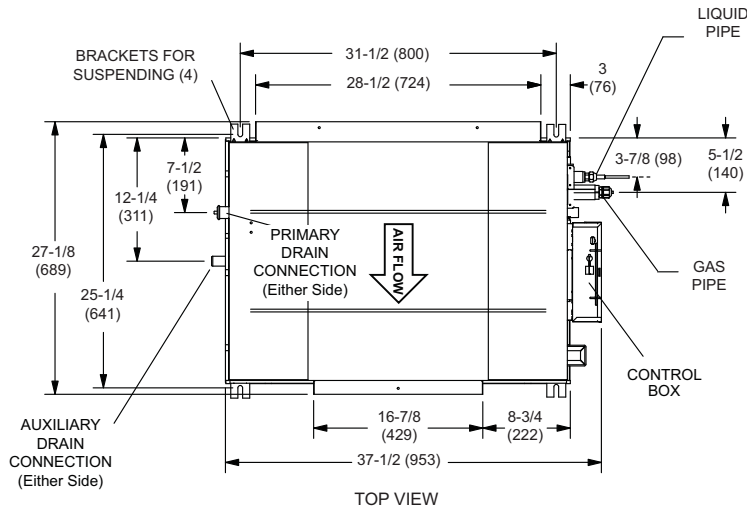 LIQUID
PIPE
BRACKETS FOR
SUSPENDING (4)
31-1/2 (800)
28-1/2 (724)
3
(76)
7-1/2
(191)
3-7/8 (98)
5-1/2
(140)
12-1/4
(311)
27-1/8
(689)
25-1/4
(641)
PRIMARY
DRAIN
CONNECTION
(Either Side)
AIR FLOW
GAS
PIPE
CONTROL
BOX
AUXILIARY
DRAIN
CONNECTION
(Either Side)
16-7/8
(429)
8-3/4
(222)
37-1/2 (953)
TOP VIEW